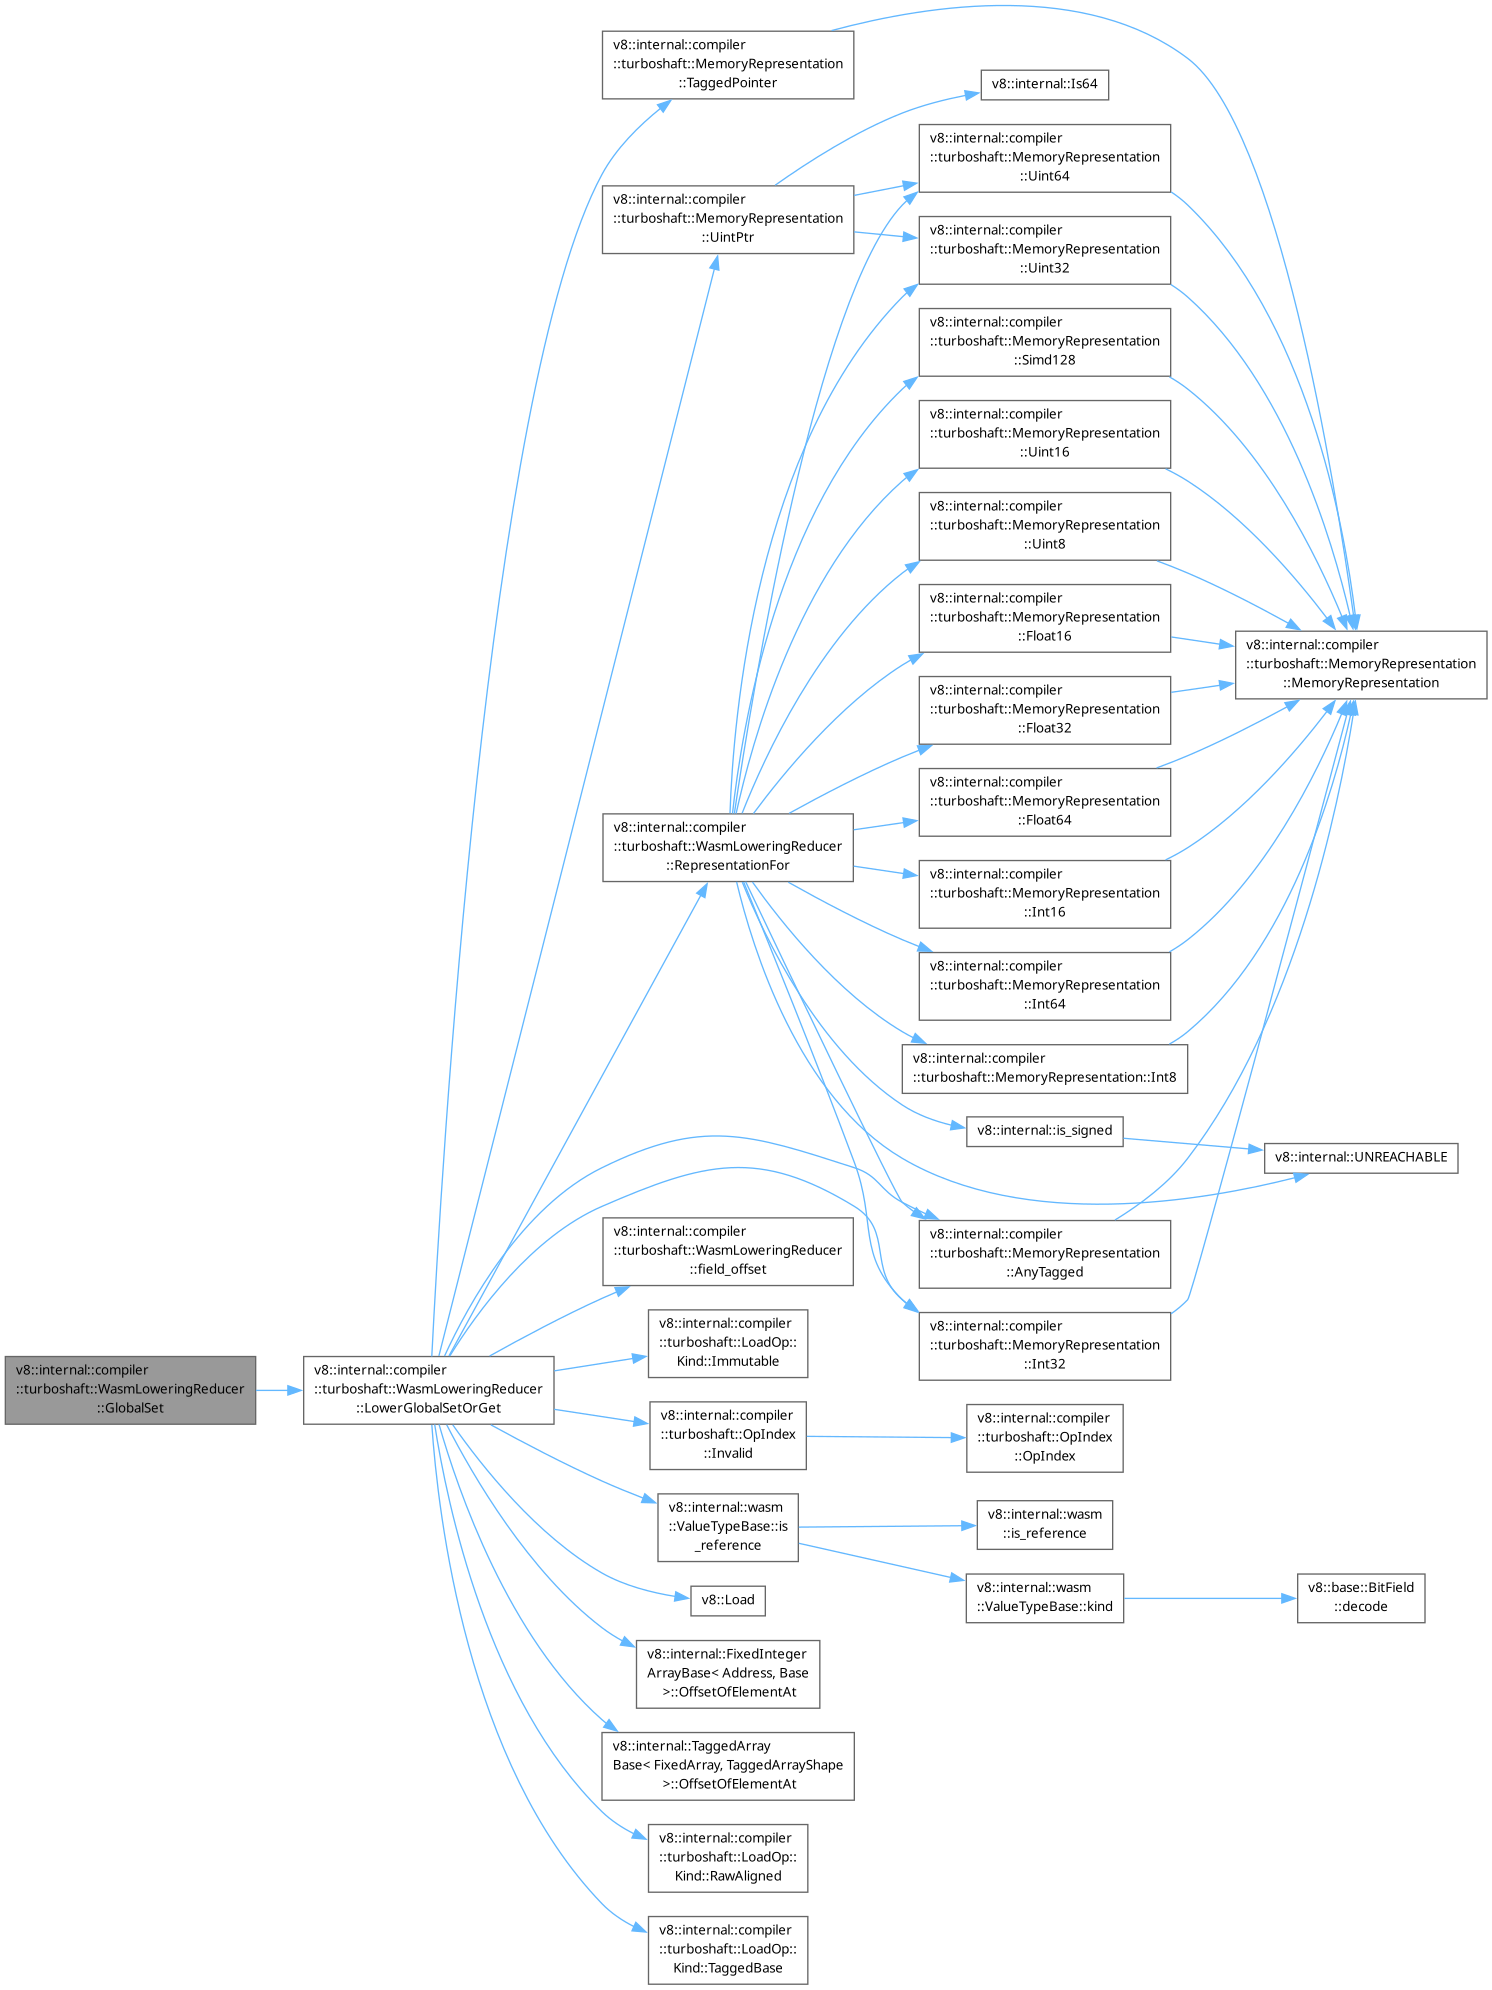 v8::internal::compiler
::turboshaft::MemoryRepresentation
::TaggedPointer
v8::internal::Is64
v8::internal::compiler
::turboshaft::MemoryRepresentation
::Uint64
v8::internal::compiler
::turboshaft::MemoryRepresentation
::UintPtr
v8::internal::compiler
::turboshaft::MemoryRepresentation
::Uint32
v8::internal::compiler
::turboshaft::MemoryRepresentation
::Simd128
v8::internal::compiler
::turboshaft::MemoryRepresentation
::Uint16
v8::internal::compiler
::turboshaft::MemoryRepresentation
::Uint8
v8::internal::compiler
::turboshaft::MemoryRepresentation
::Float16
v8::internal::compiler
::turboshaft::MemoryRepresentation
::MemoryRepresentation
v8::internal::compiler
::turboshaft::MemoryRepresentation
::Float32
v8::internal::compiler
::turboshaft::MemoryRepresentation
::Float64
v8::internal::compiler
::turboshaft::WasmLoweringReducer
::RepresentationFor
v8::internal::compiler
::turboshaft::MemoryRepresentation
::Int16
v8::internal::compiler
::turboshaft::MemoryRepresentation
::Int64
v8::internal::compiler
::turboshaft::MemoryRepresentation::Int8
v8::internal::is_signed
v8::internal::UNREACHABLE
v8::internal::compiler
::turboshaft::WasmLoweringReducer
::field_offset
v8::internal::compiler
::turboshaft::MemoryRepresentation
::AnyTagged
v8::internal::compiler
::turboshaft::LoadOp::
Kind::Immutable
v8::internal::compiler
::turboshaft::MemoryRepresentation
::Int32
v8::internal::compiler
::turboshaft::WasmLoweringReducer
::GlobalSet
v8::internal::compiler
::turboshaft::WasmLoweringReducer
::LowerGlobalSetOrGet
v8::internal::compiler
::turboshaft::OpIndex
::Invalid
v8::internal::compiler
::turboshaft::OpIndex
::OpIndex
v8::internal::wasm
::ValueTypeBase::is
_reference
v8::internal::wasm
::is_reference
v8::Load
v8::internal::wasm
::ValueTypeBase::kind
v8::base::BitField
::decode
v8::internal::FixedInteger
ArrayBase< Address, Base
>::OffsetOfElementAt
v8::internal::TaggedArray
Base< FixedArray, TaggedArrayShape
>::OffsetOfElementAt
v8::internal::compiler
::turboshaft::LoadOp::
Kind::RawAligned
v8::internal::compiler
::turboshaft::LoadOp::
Kind::TaggedBase